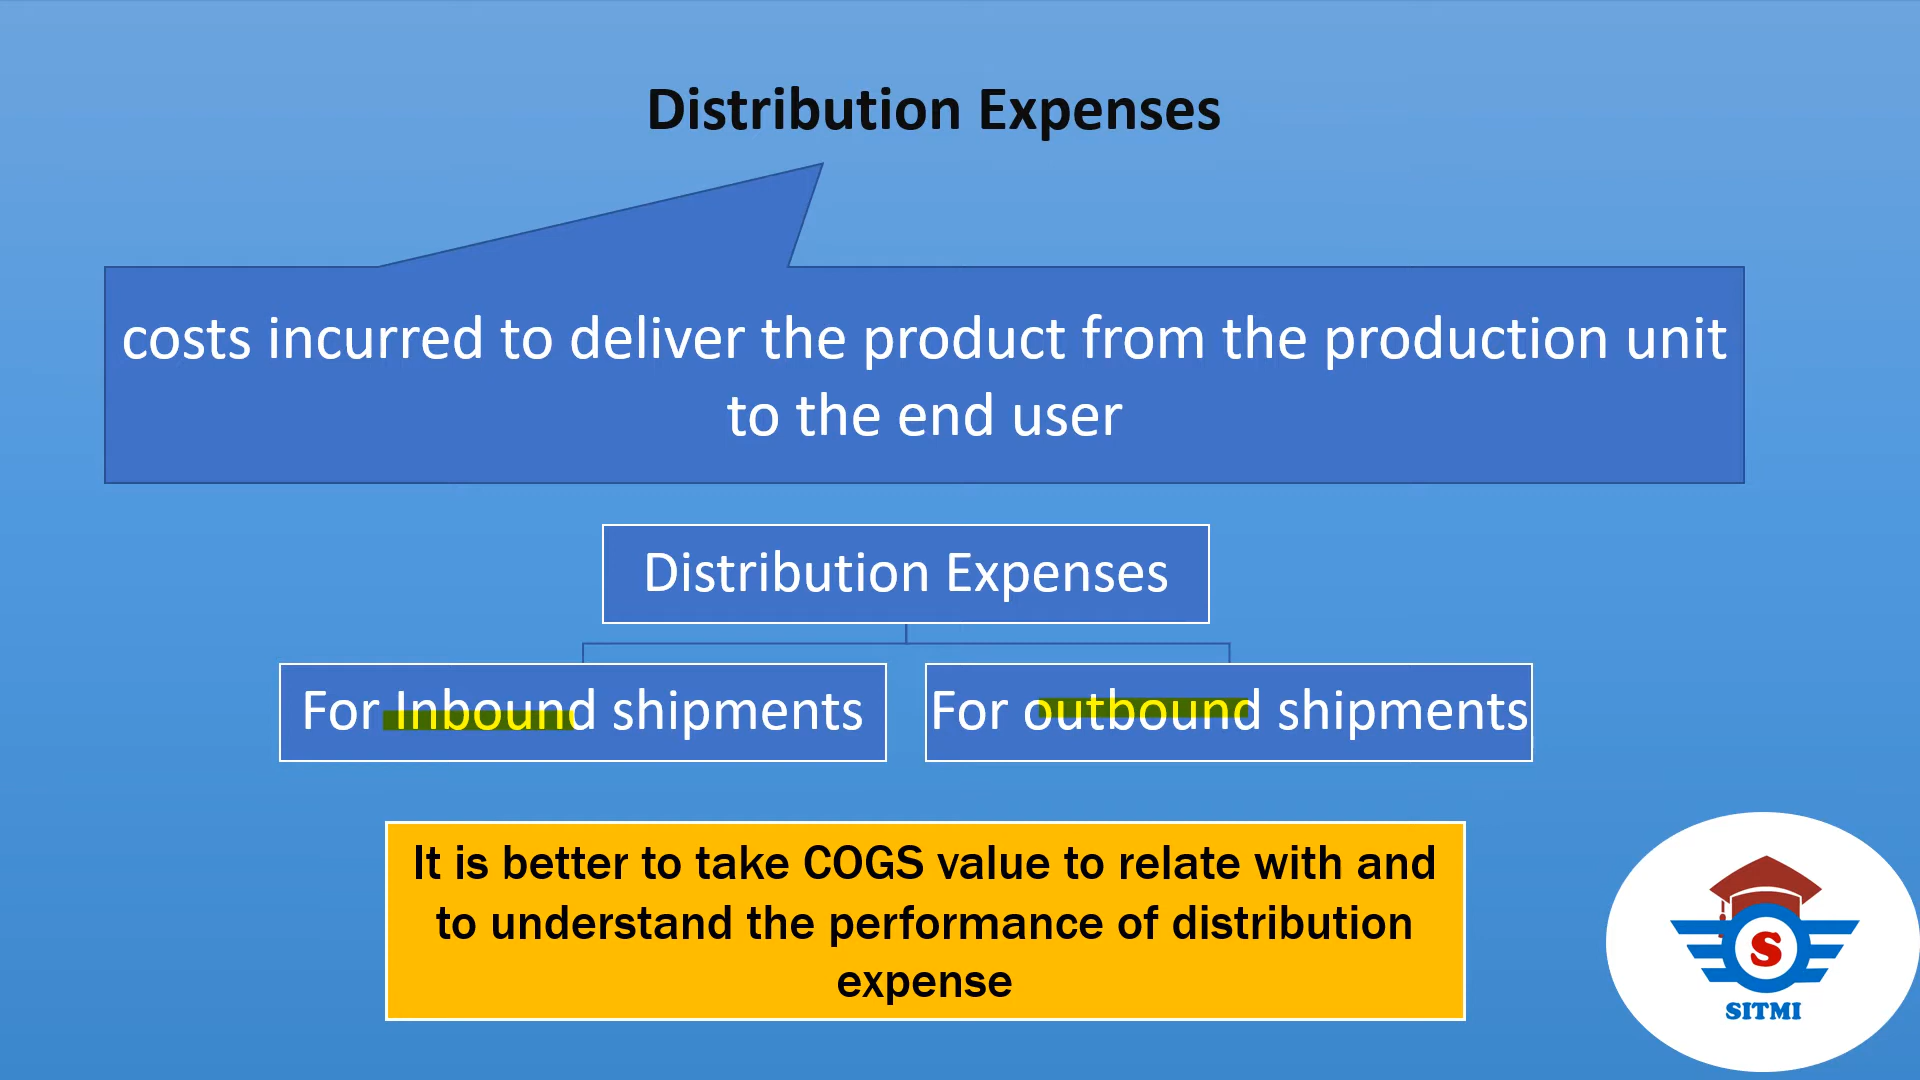 Distribution Expenses
costs incurred to deliver the product from the production unit
to the end user
Distribution Expenses
For Inbound shipments
For outbound shipments
It is better to take COGS value to relate with and
to understand the performance of distribution
expense
S
SITMI